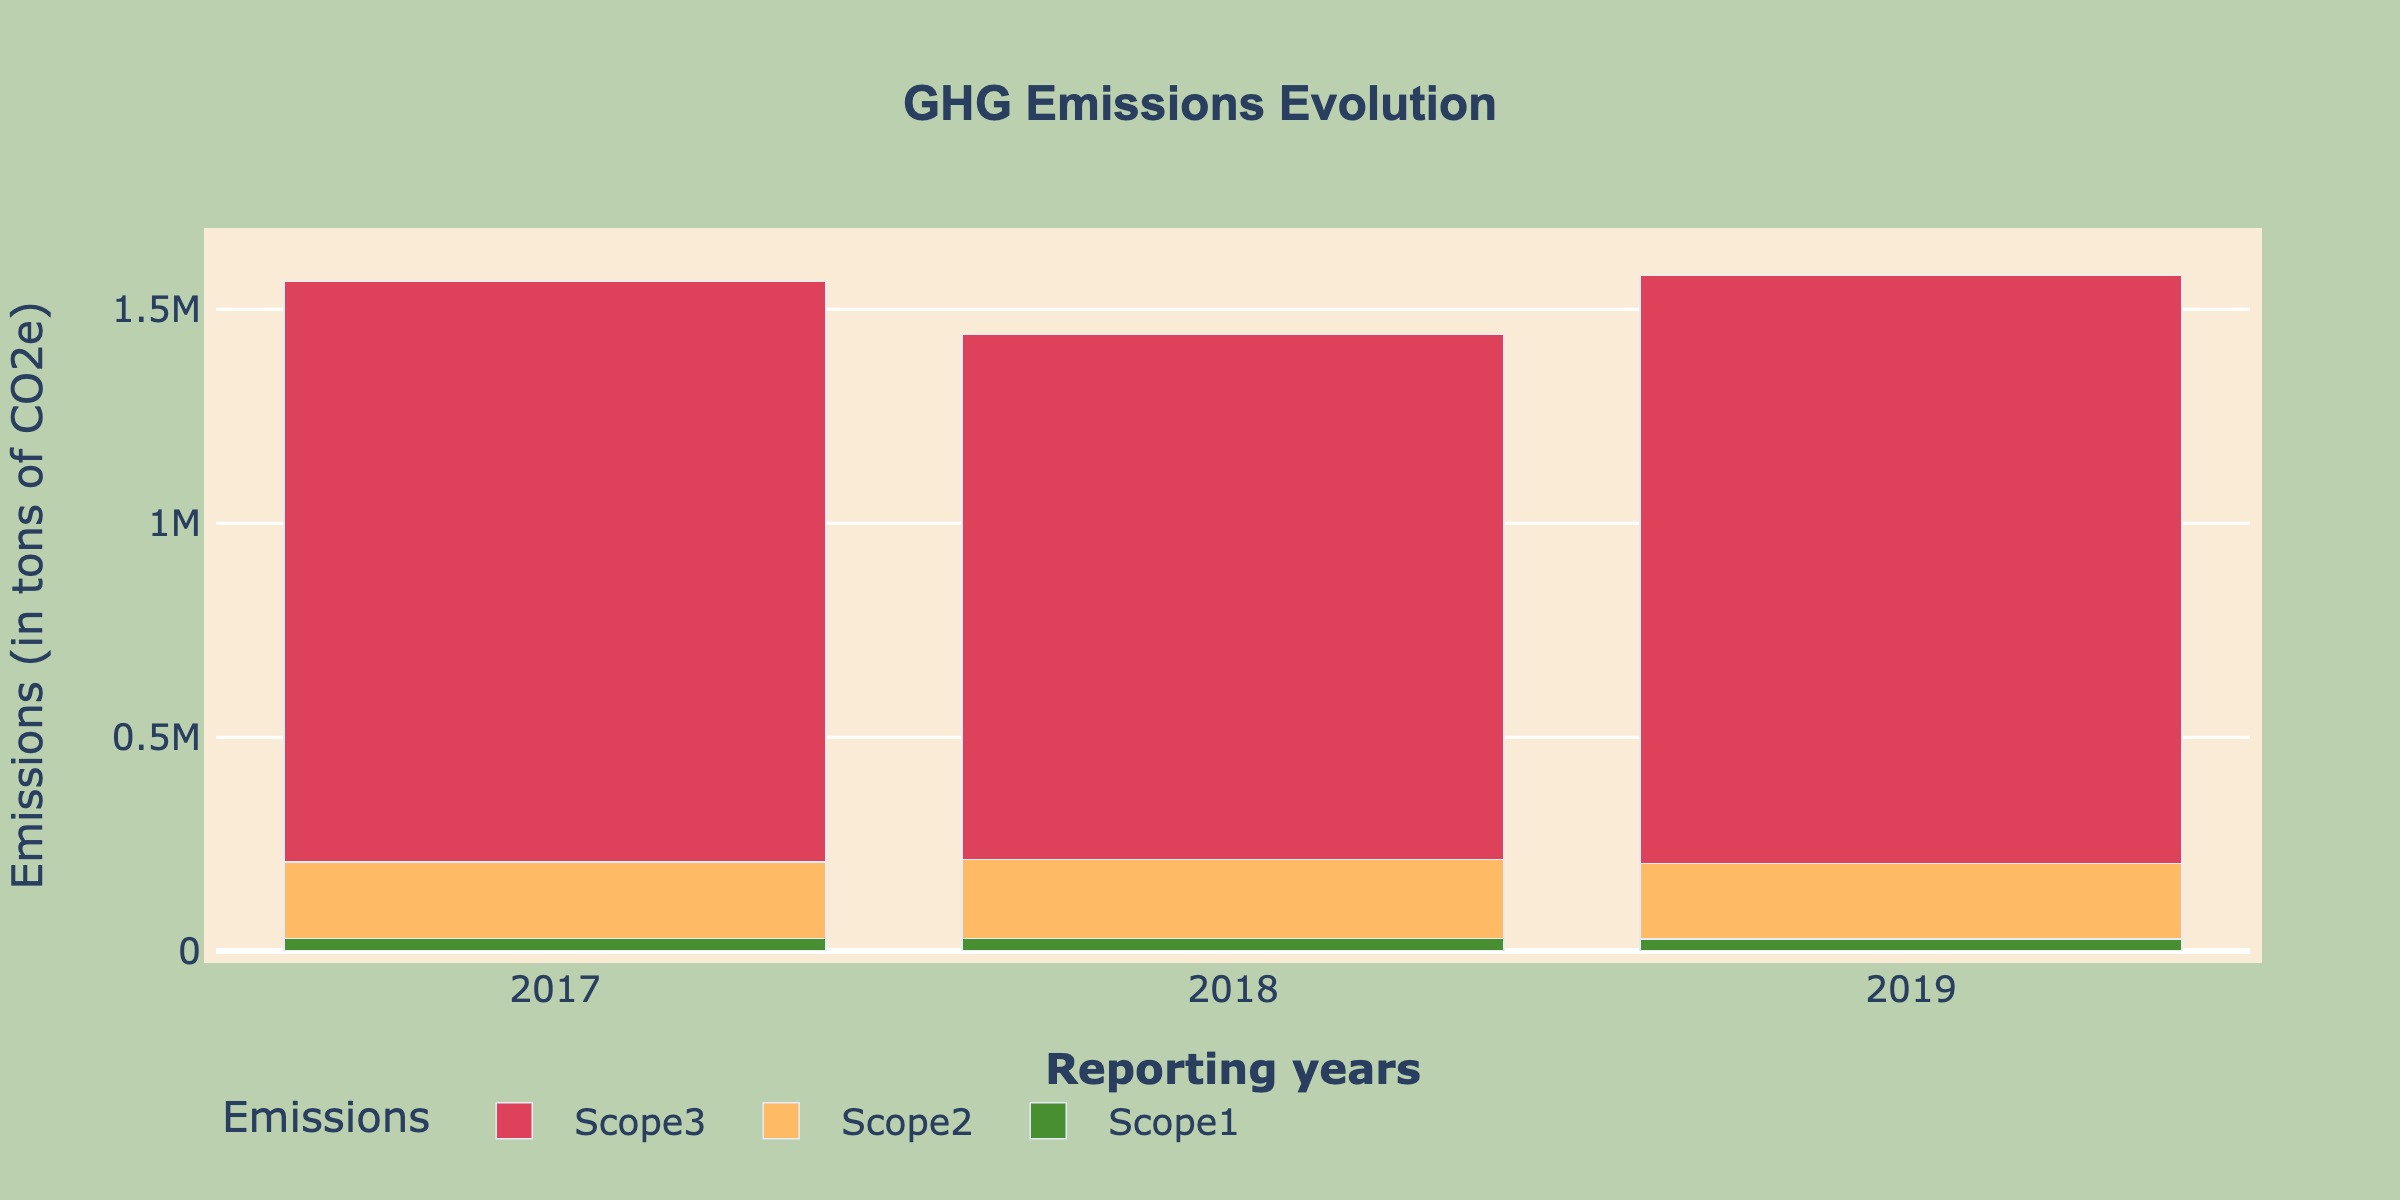 GHG Emissions Evolution
Emissions (in tons of CO2e)
1.5M
1M
0.5M
0
2017 2018 2019
Reporting years
Emissions Scope3 Scope2 Scope1